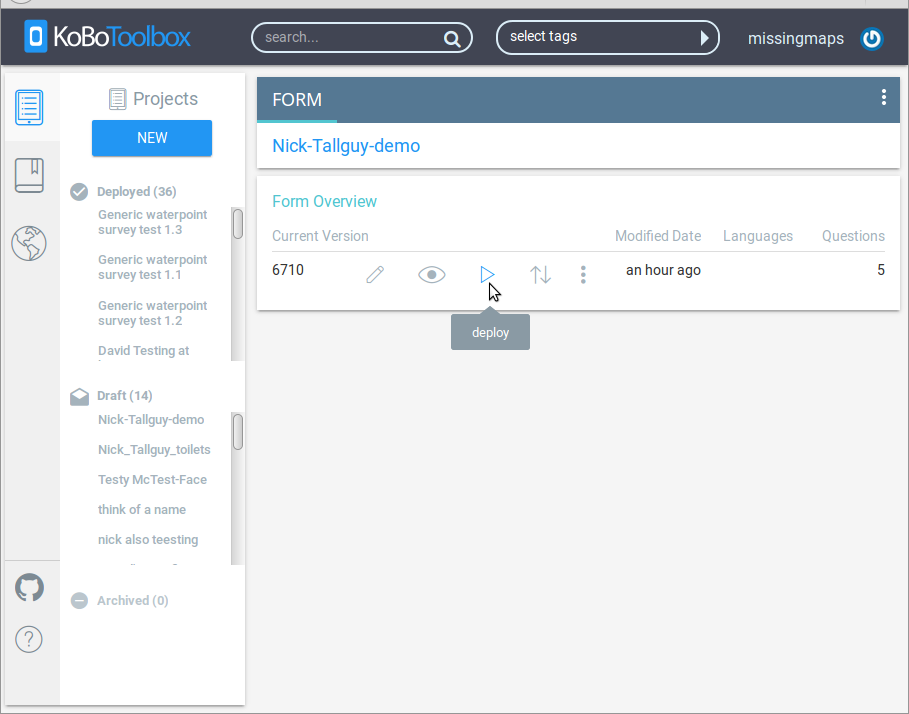 KoBoToolbox
search...
select tags
missingmaps
Projects
NEW
Deployed (36)
Generic waterpoint
survey test 1.3
Generic waterpoint
survey test 1.1
Generic waterpoint
survey test 1.2
David Testing at
Draft (14)
Nick-Tallguy-demo
Nick_Tallguy_toilets
Testy McTest-Face
think of a name
nick also teesting
Archived (0)
?
FORM
Nick-Tallguy-demo
Form Overview
Current Version Modified Date Languages Questions
6710 an hour ago 5
deploy